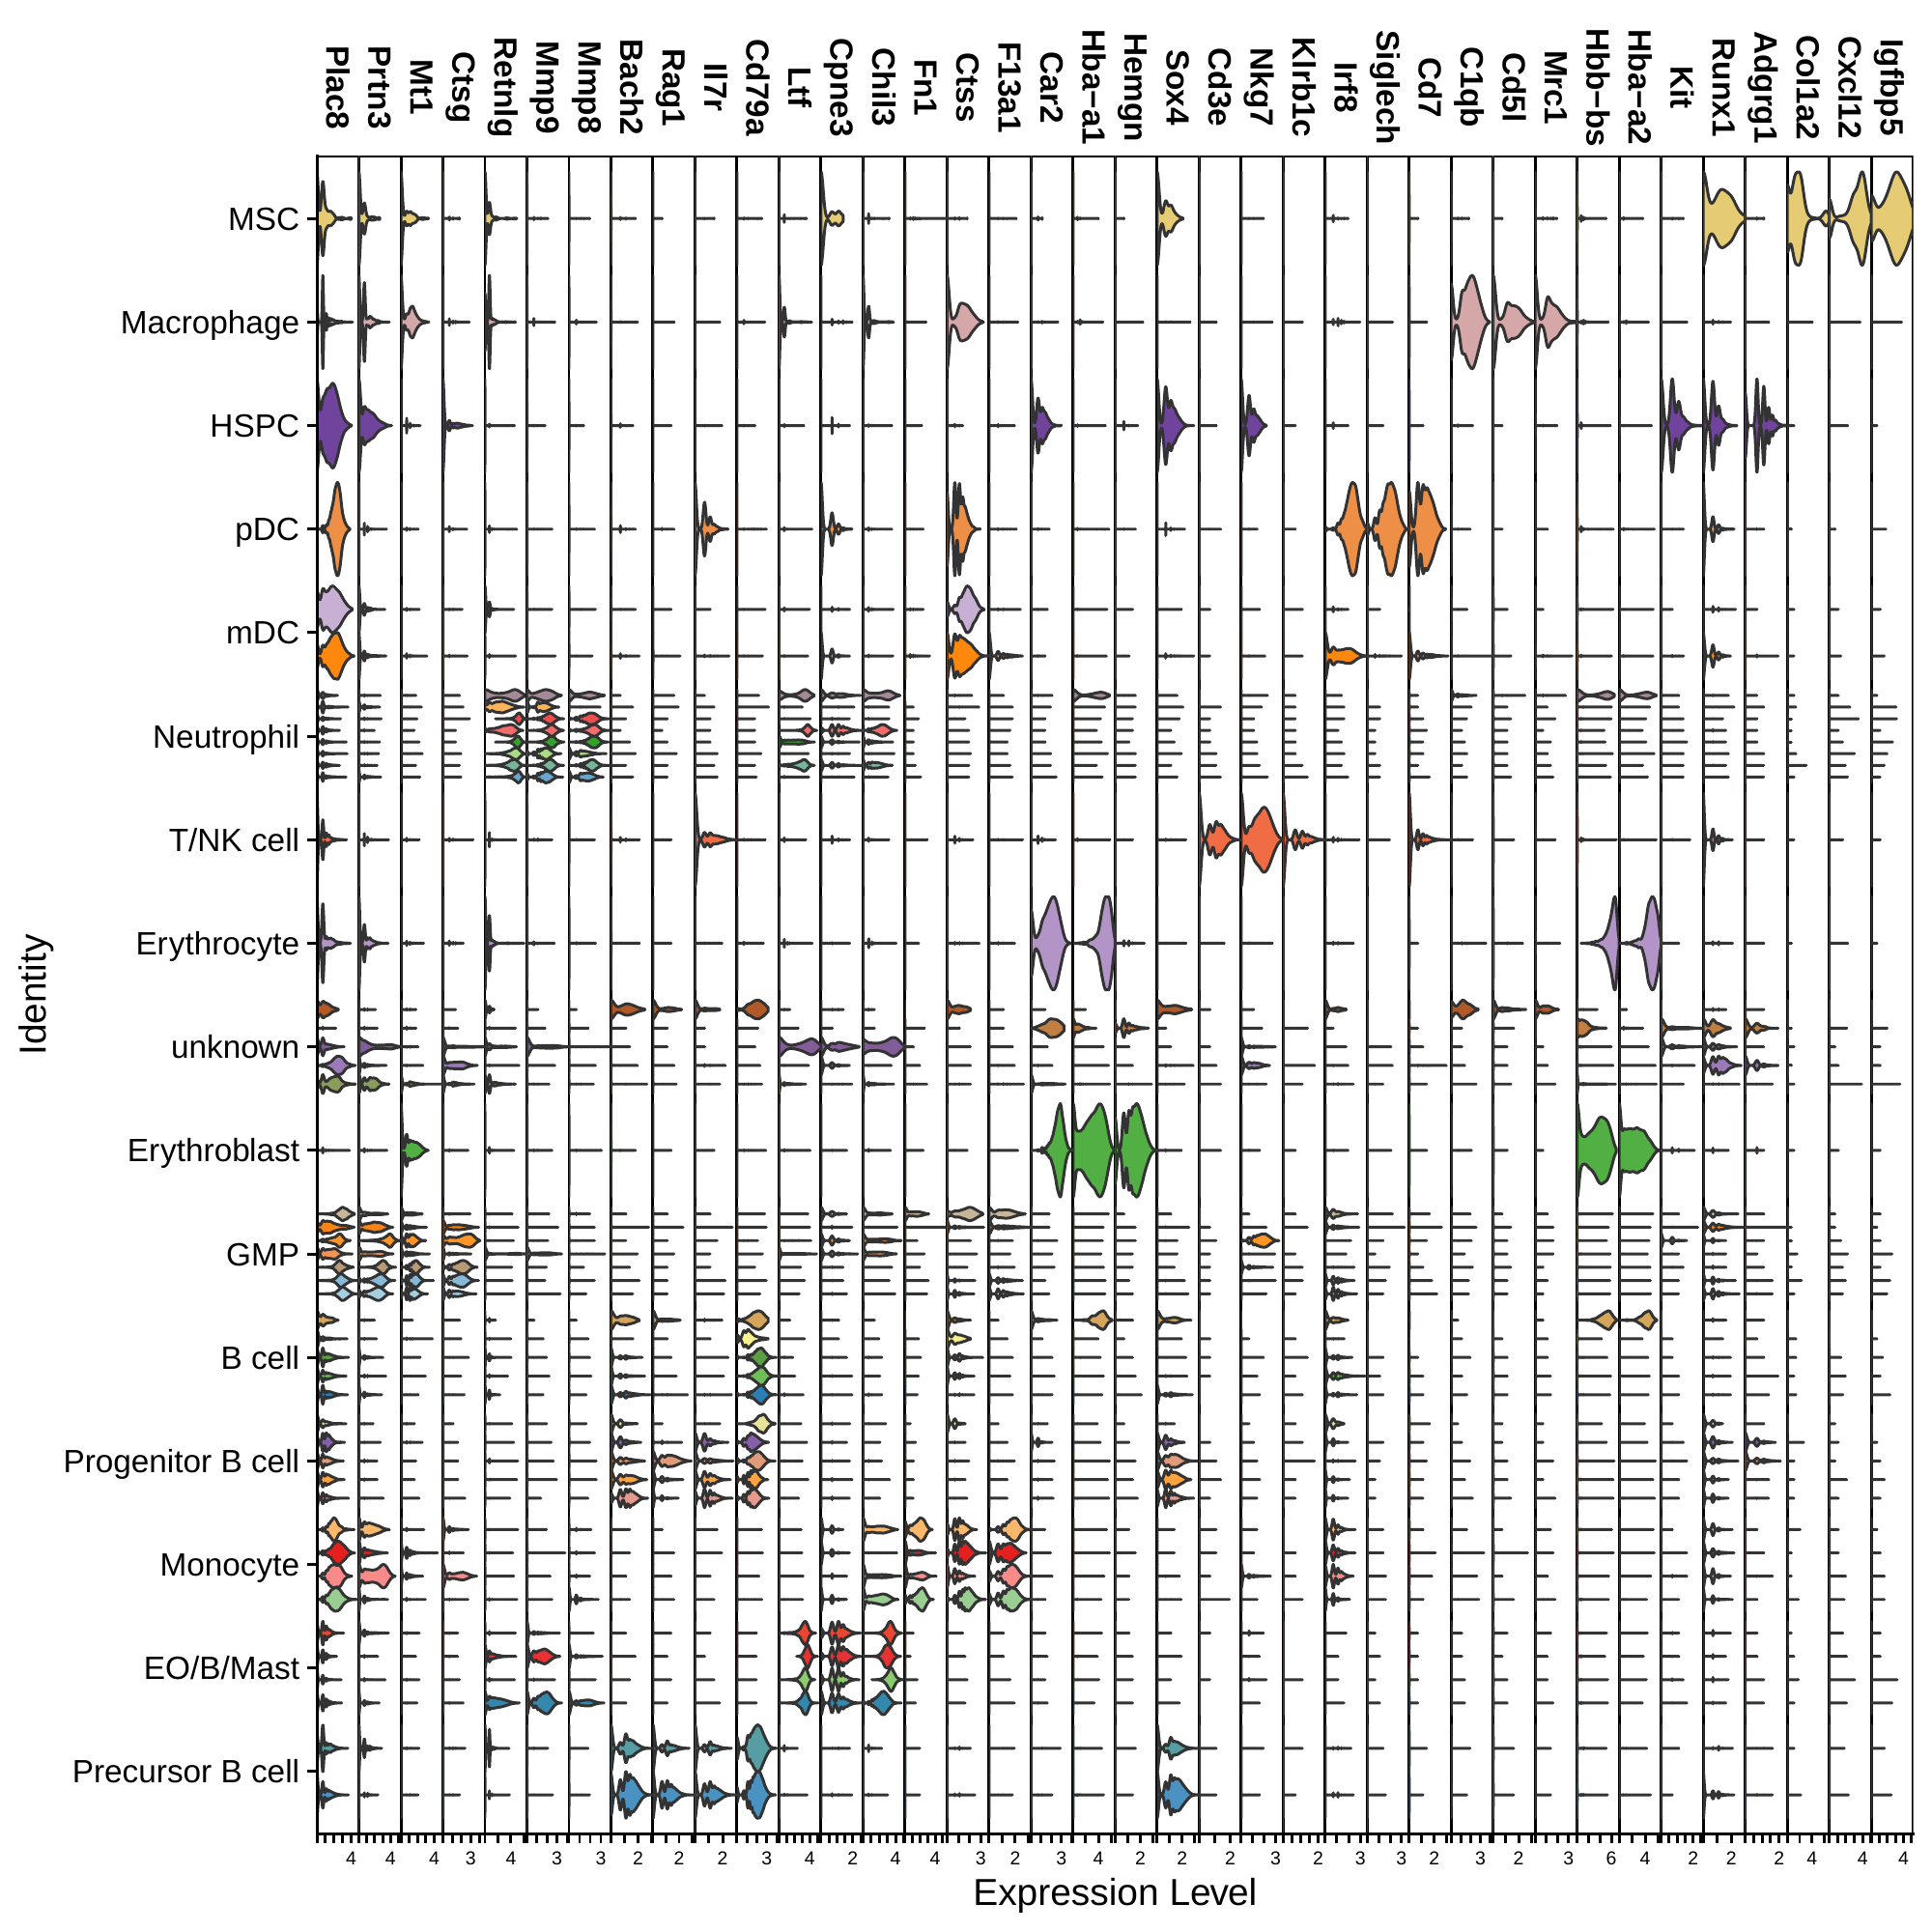 Plac8 Prtn3 Mt1 Ctsg Retnlg Mmp9 Mmp8 Bach2 Rag1 Il7r Cd79a Ltf Cpne3 Chil3 Fn1 Ctss F13a1 Car2 Hba−a1 Hemgn Sox4 Cd3e Nkg7 Klrb1c Irf8 Siglech Cd7 C1qb Cd5l Mrc1 Hbb−bs Hba−a2 Kit Runx1 Adgrg1 Col1a2 Cxcl12 Igfbp5
MSC
Macrophage
HSPC
pDC
mDC
Neutrophil
T/NK cell
Erythrocyte
unknown
Erythroblast
GMP
B cell
Progenitor B cell
Monocyte
EO/B/Mast
Precursor B cell
Identity
4 4 4 3 4 3 3 2 2 2 3 4 2 4 4 3 2 3 4 2 2 2 3 2 3 3 2 3 2 3 6 4 2 2 2 4 4 4
Expression Level